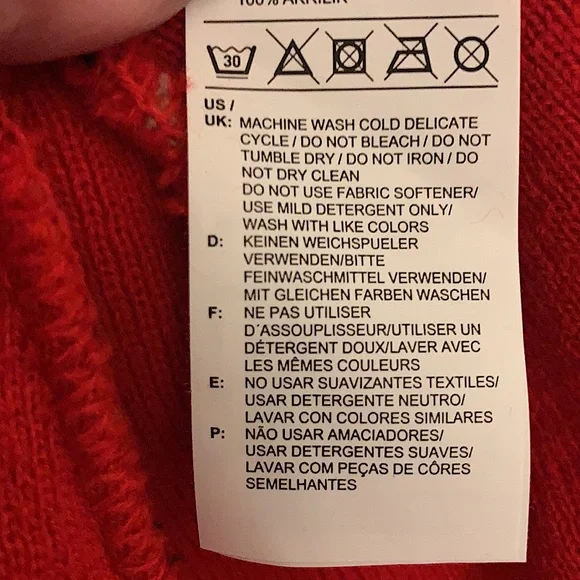 100% AKRILIK
30
US /
UK: MACHINE WASH COLD DELICATE
CYCLE / DO NOT BLEACH / DO NOT
TUMBLE DRY / DO NOT IRON / DO
NOT DRY CLEAN
DO NOT USE FABRIC SOFTENER/
USE MILD DETERGENT ONLY/
WASH WITH LIKE COLORS
D: KEINEN WEICHSPUELER
VERWENDEN/BITTE
FEINWASCHMITTEL VERWENDEN/
MIT GLEICHEN FARBEN WASCHEN
F: NE PAS UTILISER
D´ASSOUPLISSEUR/UTILISER UN
DÉTERGENT DOUX/LAVER AVEC
LES MÊMES COULEURS
E: NO USAR SUAVIZANTES TEXTILES/
USAR DETERGENTE NEUTRO/
LAVAR CON COLORES SIMILARES
P: NÃO USAR AMACIADORES/
USAR DETERGENTES SUAVES/
LAVAR COM PEÇAS DE CÔRES
SEMELHANTES